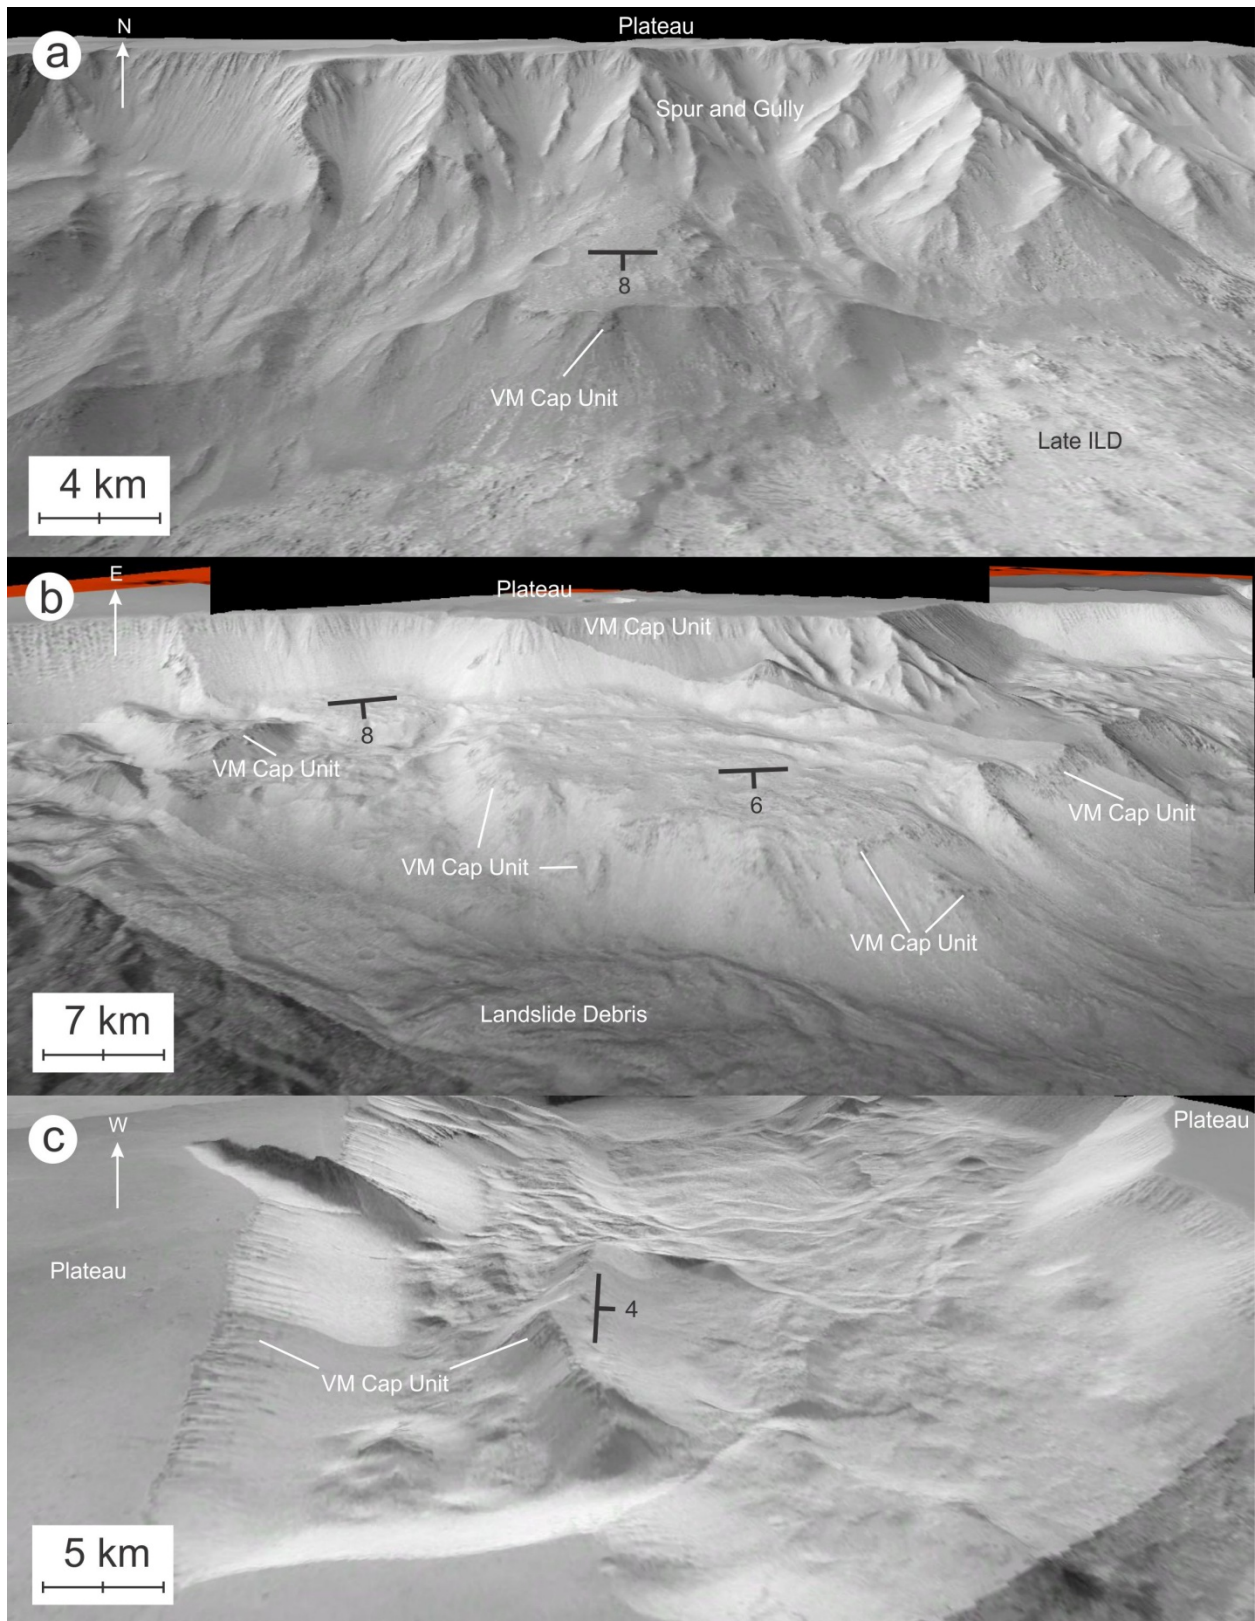 a
N
Plateau
Spur and Gully
8
VM Cap Unit
Late ILD
4 km
b
E
Plateau
VM Cap Unit
8
VM Cap Unit
6
VM Cap Unit
VM Cap Unit
VM Cap Unit
Landslide Debris
7 km
c
W
Plateau
Plateau
4
VM Cap Unit
5 km